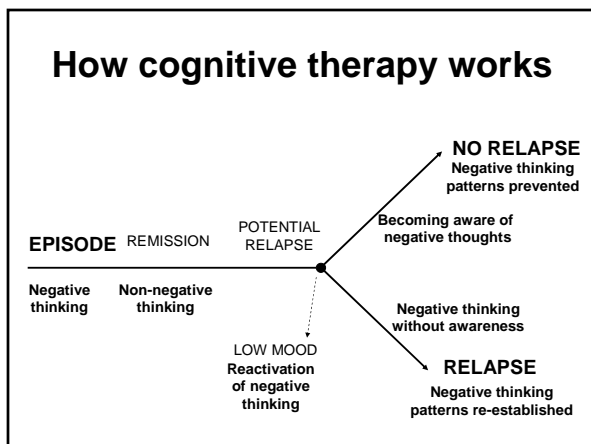 How cognitive therapy works
NO RELAPSE
Negative thinking
patterns prevented
Becoming aware of
negative thoughts
POTENTIAL
RELAPSE
EPISODE
REMISSION
Negative
thinking
Non-negative
thinking
LOW MOOD
Reactivation
of negative
thinking
Negative thinking
without awareness
RELAPSE
Negative thinking
patterns re-established